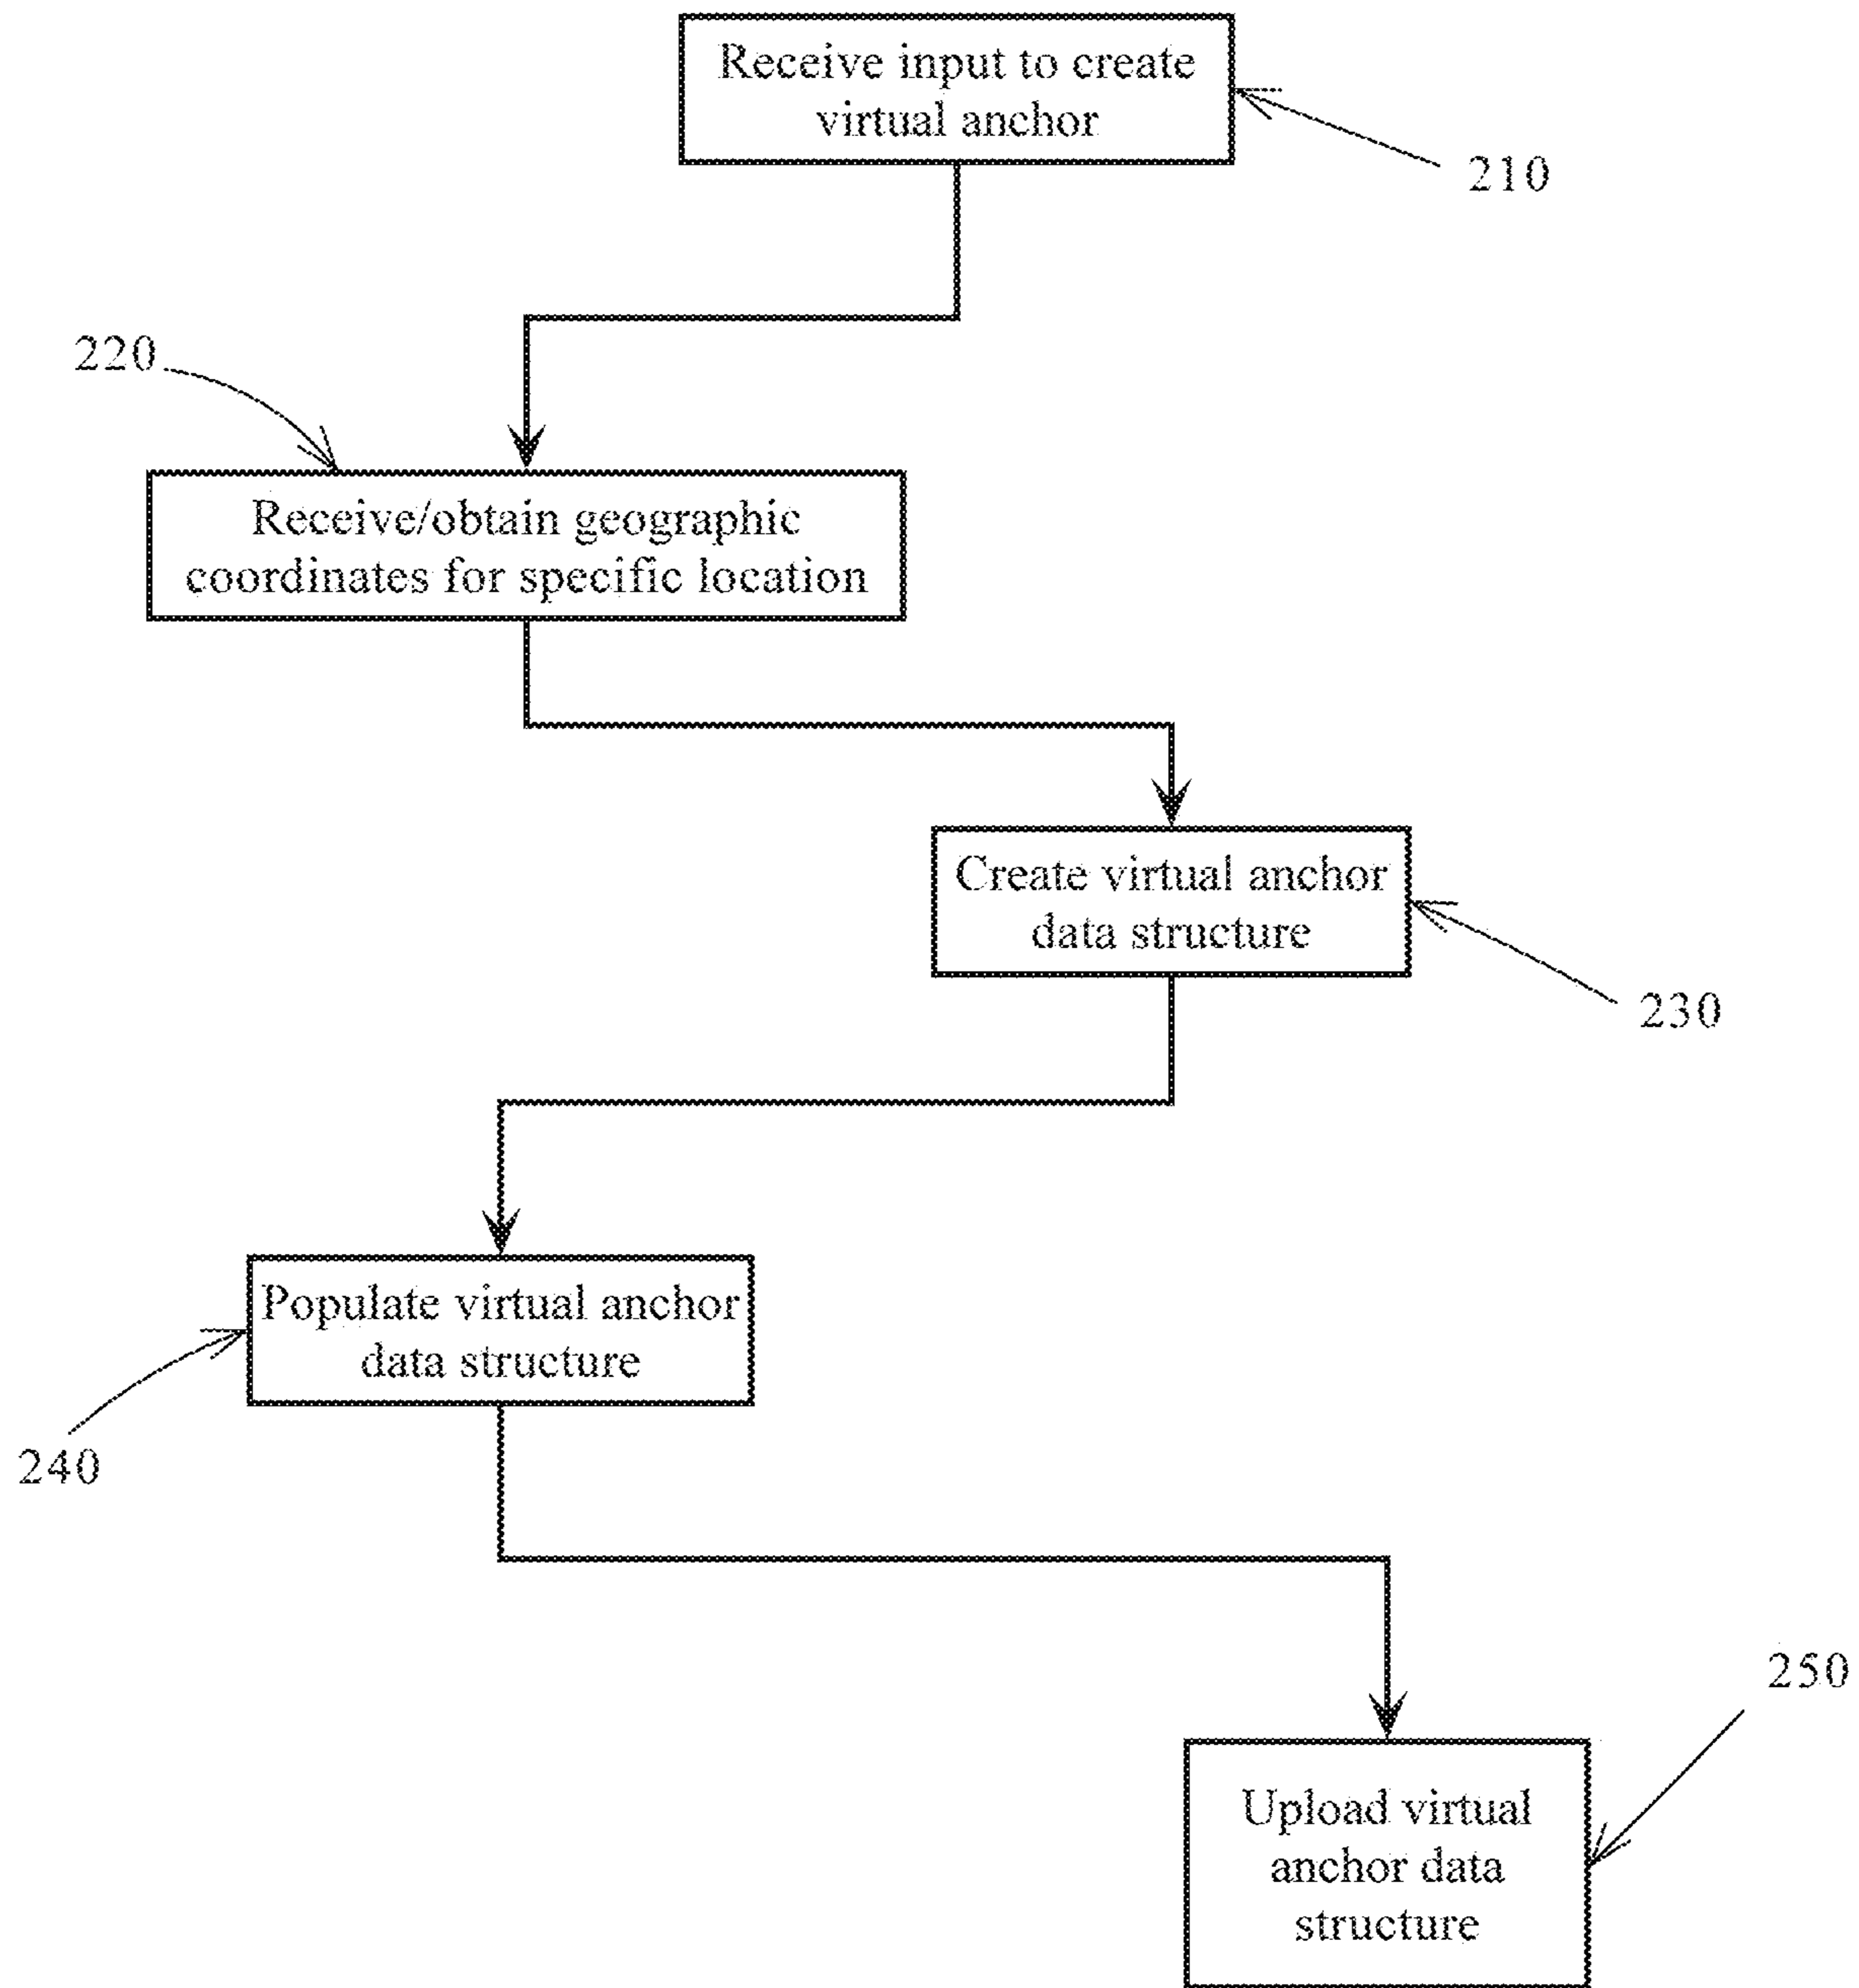 Receive input to create
virtual anchor
210
220
Receive/obtain geographic
coordinates for specific location
Create virtual anchor
data structure
230
Populate virtual anchor
data structure
240
250
Upload virtual
anchor data
structure